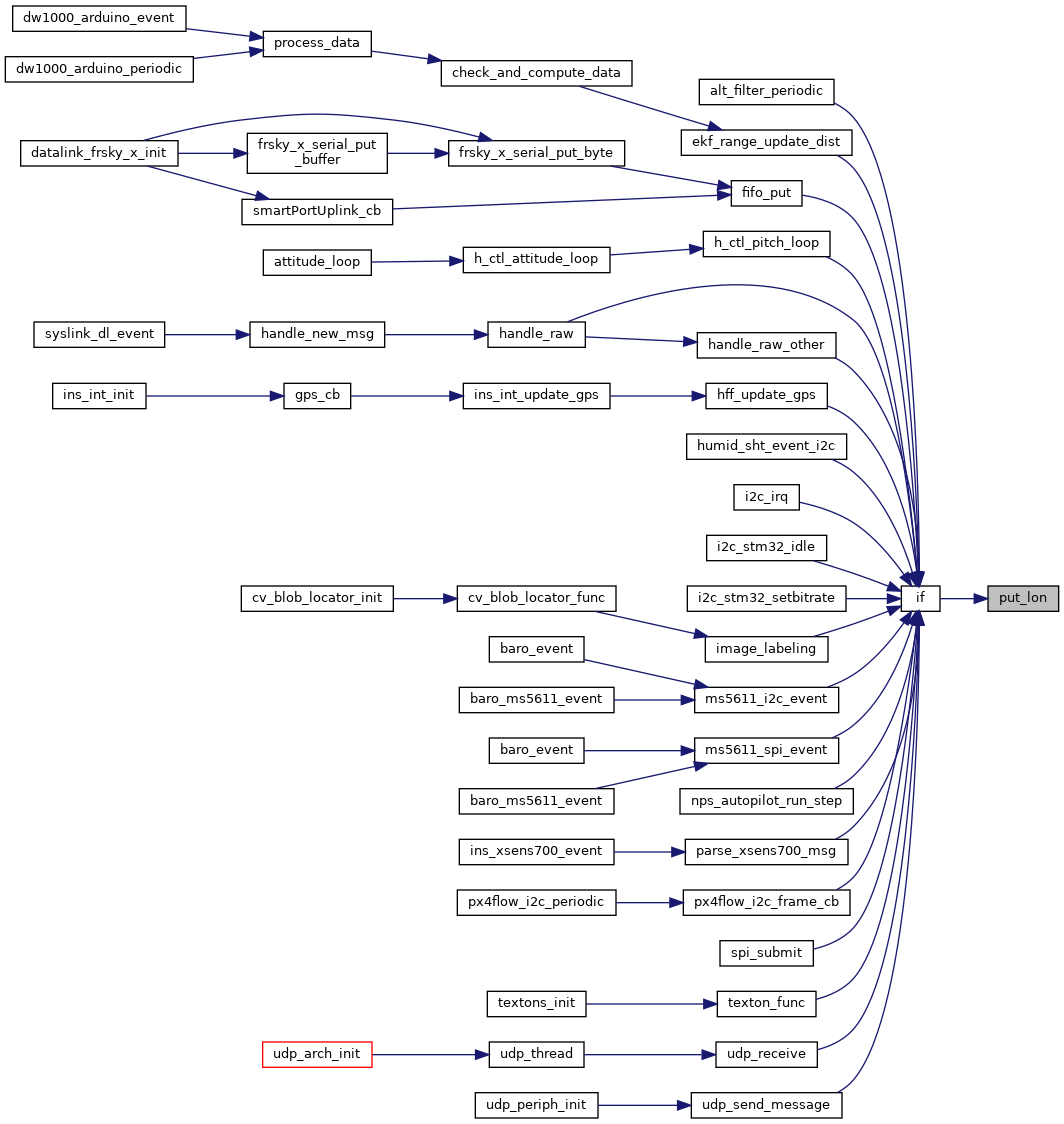 dw1000_arduino_event
process_data
dw1000_arduino_periodic
check_and_compute_data
alt_filter_periodic
ekf_range_update_dist
datalink_frsky_x_init
frsky_x_serial_put
_buffer
frsky_x_serial_put_byte
fifo_put
smartPortUplink_cb
h_ctl_pitch_loop
attitude_loop
h_ctl_attitude_loop
syslink_dl_event
handle_new_msg
handle_raw
handle_raw_other
ins_int_init
gps_cb
ins_int_update_gps
hff_update_gps
humid_sht_event_i2c
i2c_irq
i2c_stm32_idle
cv_blob_locator_init
cv_blob_locator_func
i2c_stm32_setbitrate
if
put_lon
baro_event
image_labeling
baro_ms5611_event
ms5611_i2c_event
baro_event
ms5611_spi_event
baro_ms5611_event
nps_autopilot_run_step
ins_xsens700_event
parse_xsens700_msg
px4flow_i2c_periodic
px4flow_i2c_frame_cb
spi_submit
textons_init
texton_func
udp_arch_init
udp_thread
udp_receive
udp_periph_init
udp_send_message